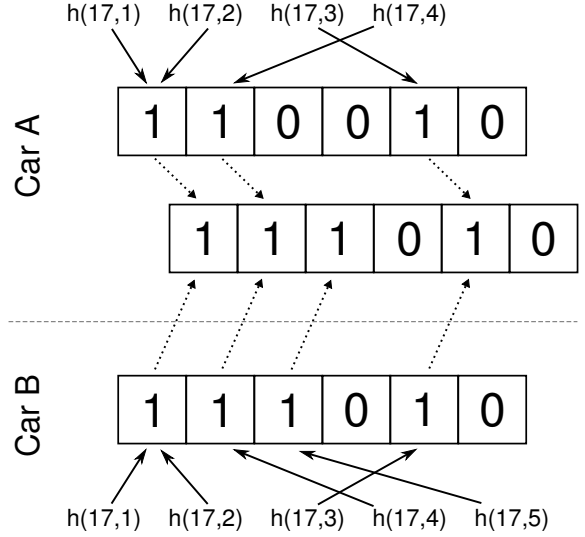 h(17,1) h(17,2) h(17,3) h(17,4)
Car A
1 1 0 0 1 0
1 1 1 0 1 0
Car B
1 1 1 0 1 0
h(17,1) h(17,2) h(17,3) h(17,4) h(17,5)